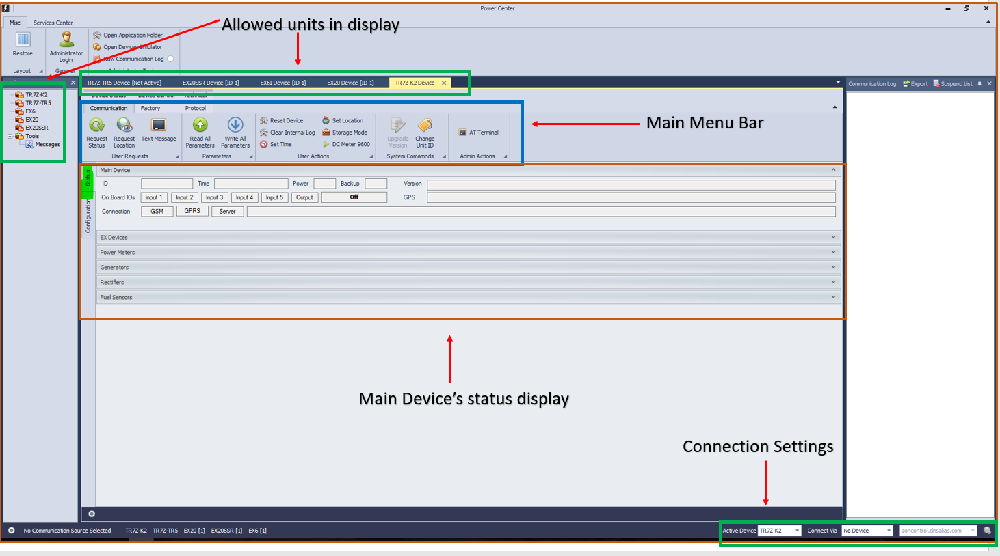 Power Center
Misc Services Center
Allowed units in display
Restore
Administrator
Login
Open Application Folder
Open Devices Simulator
Raw Communication Log
Layout
General
TR7Z-TR5 Device [Not Active] EX20SSR Device [ID 1] EX6I Device [ID 1] EX20 Device [ID 1] TR7Z-K2 Device
Communication Log Export Suspend List
TR7Z-K2
TR7Z-TR5
EX6
EX20
EX20SSR
Tools
Messages
Device Status Device Control Technical
Communication Factory Protocol
Request
Status
Request
Location
Text Message
User Requests
Read All
Parameters
Write All
Parameters
Parameters
Reset Device
Clear Internal Log
Set Time
Set Location
Storage Mode
DC Meter 9600
User Actions
Upgrade
Version
Change
Unit ID
System Comamnds
AT Terminal
Admin Actions
Main Menu Bar
Status
Configuration
Main Device
ID Time Power Backup Version
On Board IOs Input 1 Input 2 Input 3 Input 4 Input 5 Output Off GPS
Connection GSM GPRS Server
EX Devices
Power Meters
Generators
Rectifiers
Fuel Sensors
Main Device’s status display
Connection Settings
No Communication Source Selected TR7Z-K2 TR7Z-TR5 EX20 [1] EX20SSR [1] EX6 [1]
Active Device TR7Z-K2 Connect Via No Device zoncontrol.dnsalias.com